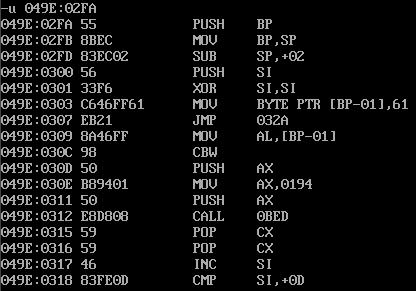 -u 049E:02FA
049E:02FA 55            PUSH    BP
049E:02FB 8BEC          MOV     BP,SP
049E:02FD 83EC02        SUB     SP,+02
049E:0300 56            PUSH    SI
049E:0301 33F6          XOR     SI,SI
049E:0303 C646FF61      MOV     BYTE PTR [BP-01],61
049E:0307 EB21          JMP     032A
049E:0309 8A46FF        MOV     AL,[BP-01]
049E:030C 98            CBW
049E:030D 50            PUSH    AX
049E:030E B89401        MOV     AX,0194
049E:0311 50            PUSH    AX
049E:0312 E8D808        CALL    0BED
049E:0315 59            POP     CX
049E:0316 59            POP     CX
049E:0317 46            INC     SI
049E:0318 83FE0D        CMP     SI,+0D